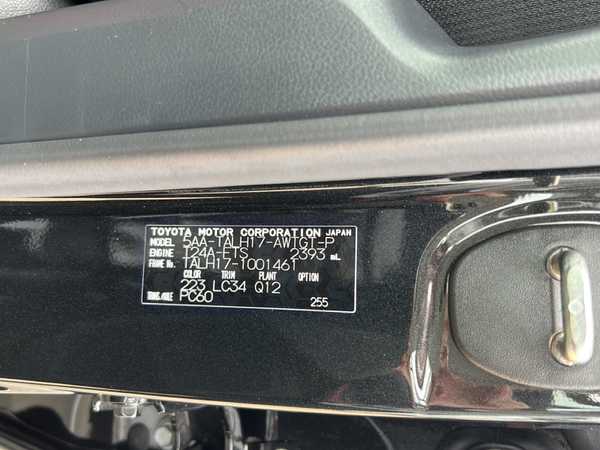 TOYOTA MOTOR CORPORATION JAPAN
MODEL 5AA-TALH17-AWTGT-P
ENGINE T24A-FTS 2393 mL
FRAME No. TALH17-1001461
COLOR TRIM PLANT OPTION
223 LC34 Q12
TRANS./AXLE PC60 255